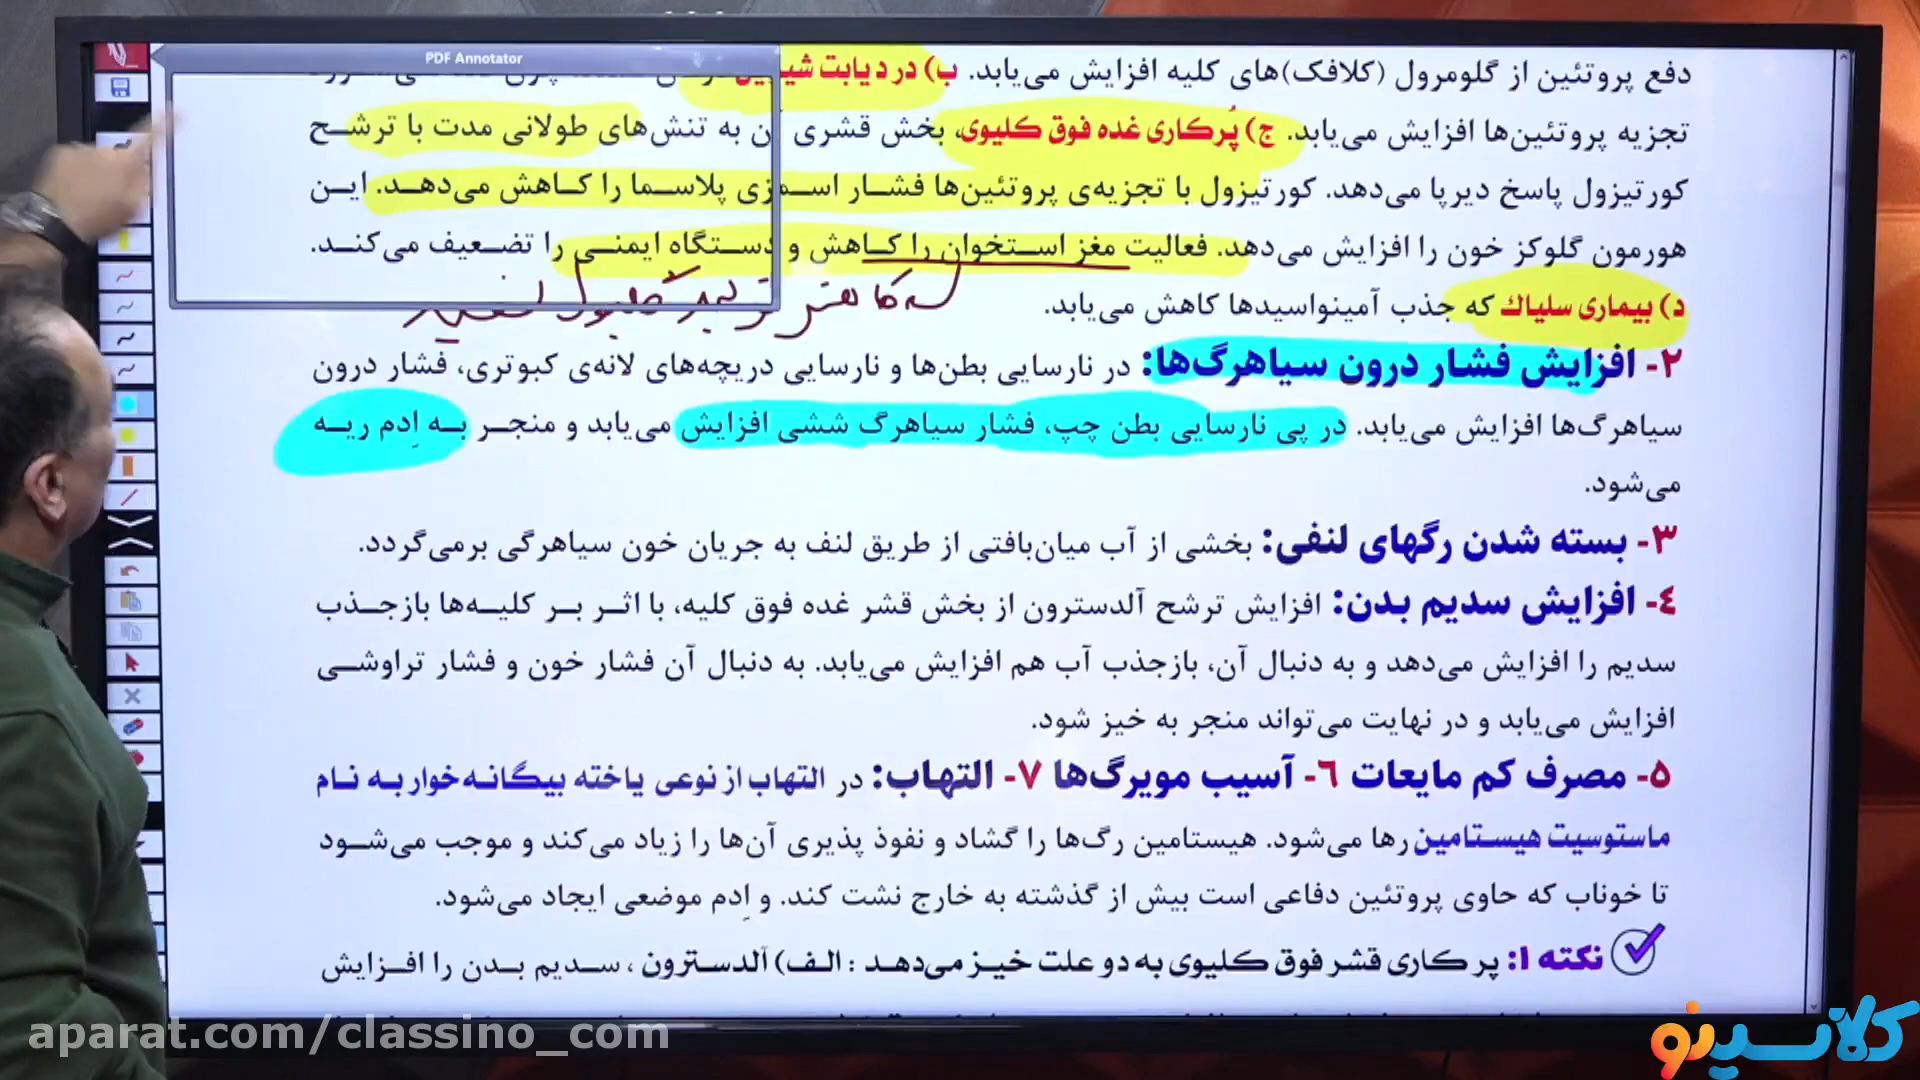 PDF Annotator
دفع پروتئین از گلومرول (کلافک)های کلیه افزایش می‌یابد. ب) در دیابت
تجزیه پروتئین‌ها افزایش می‌یابد. ج) پُرکاری غده فوق کلیوی، بخش قشری آن به تنش‌های طولانی مدت با ترشح
کورتیزول پاسخ دیرپا می‌دهد. کورتیزول با تجزیه‌ی پروتئین‌ها فشار اسمزی پلاسما را کاهش می‌دهد. این
هورمون گلوکز خون را افزایش می‌دهد. فعالیت مغز استخوان را کاهش و دستگاه ایمنی را تضعیف می‌کند.
د) بیماری سلیاك که جذب آمینواسیدها کاهش می‌یابد.
۲- افزایش فشار درون سیاهرگ‌ها: در نارسایی بطن‌ها و نارسایی دریچه‌های لانه‌ی کبوتری، فشار درون
سیاهرگ‌ها افزایش می‌یابد. در پی نارسایی بطن چپ، فشار سیاهرگ ششی افزایش می‌یابد و منجر به اِدم ریه
می‌شود.
۳- بسته شدن رگهای لنفی: بخشی از آب میان‌بافتی از طریق لنف به جریان خون سیاهرگی برمی‌گردد.
٤- افزایش سدیم بدن: افزایش ترشح آلدسترون از بخش قشر غده فوق کلیه، با اثر بر کلیه‌ها بازجذب
سدیم را افزایش می‌دهد و به دنبال آن، بازجذب آب هم افزایش می‌یابد. به دنبال آن فشار خون و فشار تراوشی
افزایش می‌یابد و در نهایت می‌تواند منجر به خیز شود.
۵- مصرف کم مایعات ۶- آسیب مویرگ‌ها ۷- التهاب: در التهاب از نوعی یاخته بیگانه‌خوار به نام
ماستوسیت هیستامین رها می‌شود. هیستامین رگ‌ها را گشاد و نفوذ پذیری آن‌ها را زیاد می‌کند و موجب می‌شود
تا خوناب که حاوی پروتئین دفاعی است بیش از گذشته به خارج نشت کند. و اِدم موضعی ایجاد می‌شود.
نکته ۱: پر کاری قشر فوق کلیوی به دو علت خیز می‌دهد : الف) آلدسترون ، سدیم بدن را افزایش
aparat.com/classino_com
کلاسینو